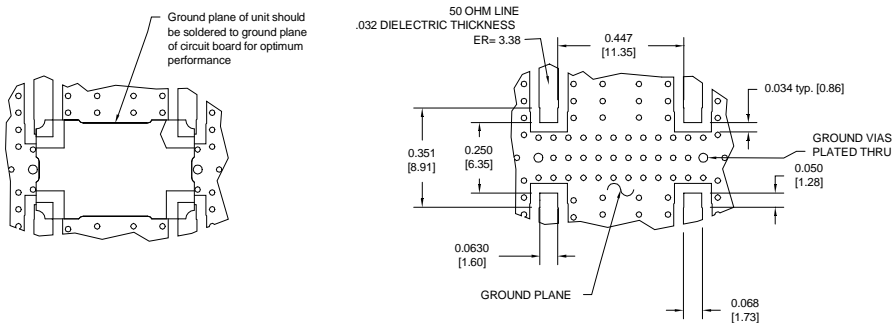 Ground plane of unit should
be soldered to ground plane
of circuit board for optimum
performance
50 OHM LINE
.032 DIELECTRIC THICKNESS
ER= 3.38
0.447
[11.35]
0.034 typ. [0.86]
0.351
[8.91]
0.250
[6.35]
GROUND VIAS
PLATED THRU
0.050
[1.28]
0.0630
[1.60]
GROUND PLANE
0.068
[1.73]